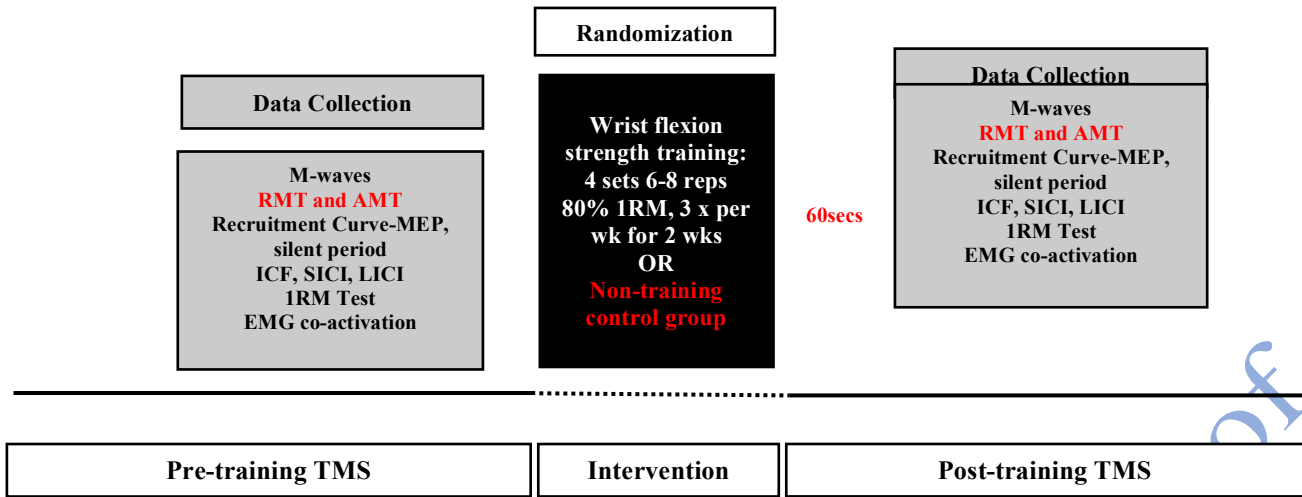 Randomization
Data Collection
M-waves
RMT and AMT
Recruitment Curve-MEP,
silent period
ICF, SICI, LICI
1RM Test
EMG co-activation
Wrist flexion
strength training:
4 sets 6-8 reps
80% 1RM, 3 x per
wk for 2 wks
OR
Non-training
control group
60secs
Data Collection
M-waves
RMT and AMT
Recruitment Curve-MEP,
silent period
ICF, SICI, LICI
1RM Test
EMG co-activation
Pre-training TMS
Intervention
Post-training TMS
of